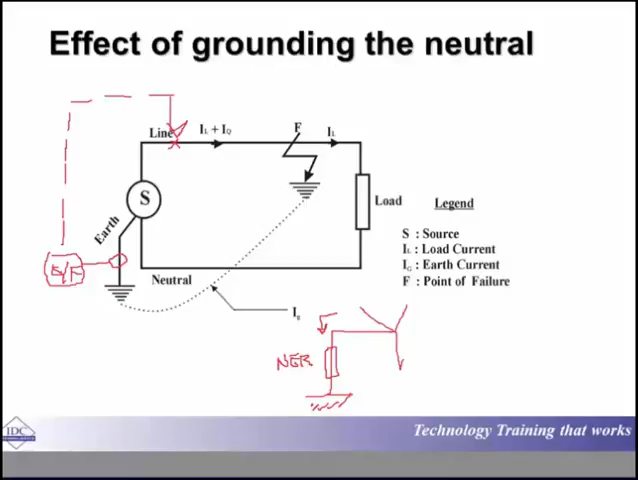 Effect of grounding the neutral
Line
IL + IQ
F
IL
S
Load
Earth
E/F
Neutral
Ig
Legend
S : Source
IL : Load Current
IG : Earth Current
F : Point of Failure
NER
IDC
Technology Training that works